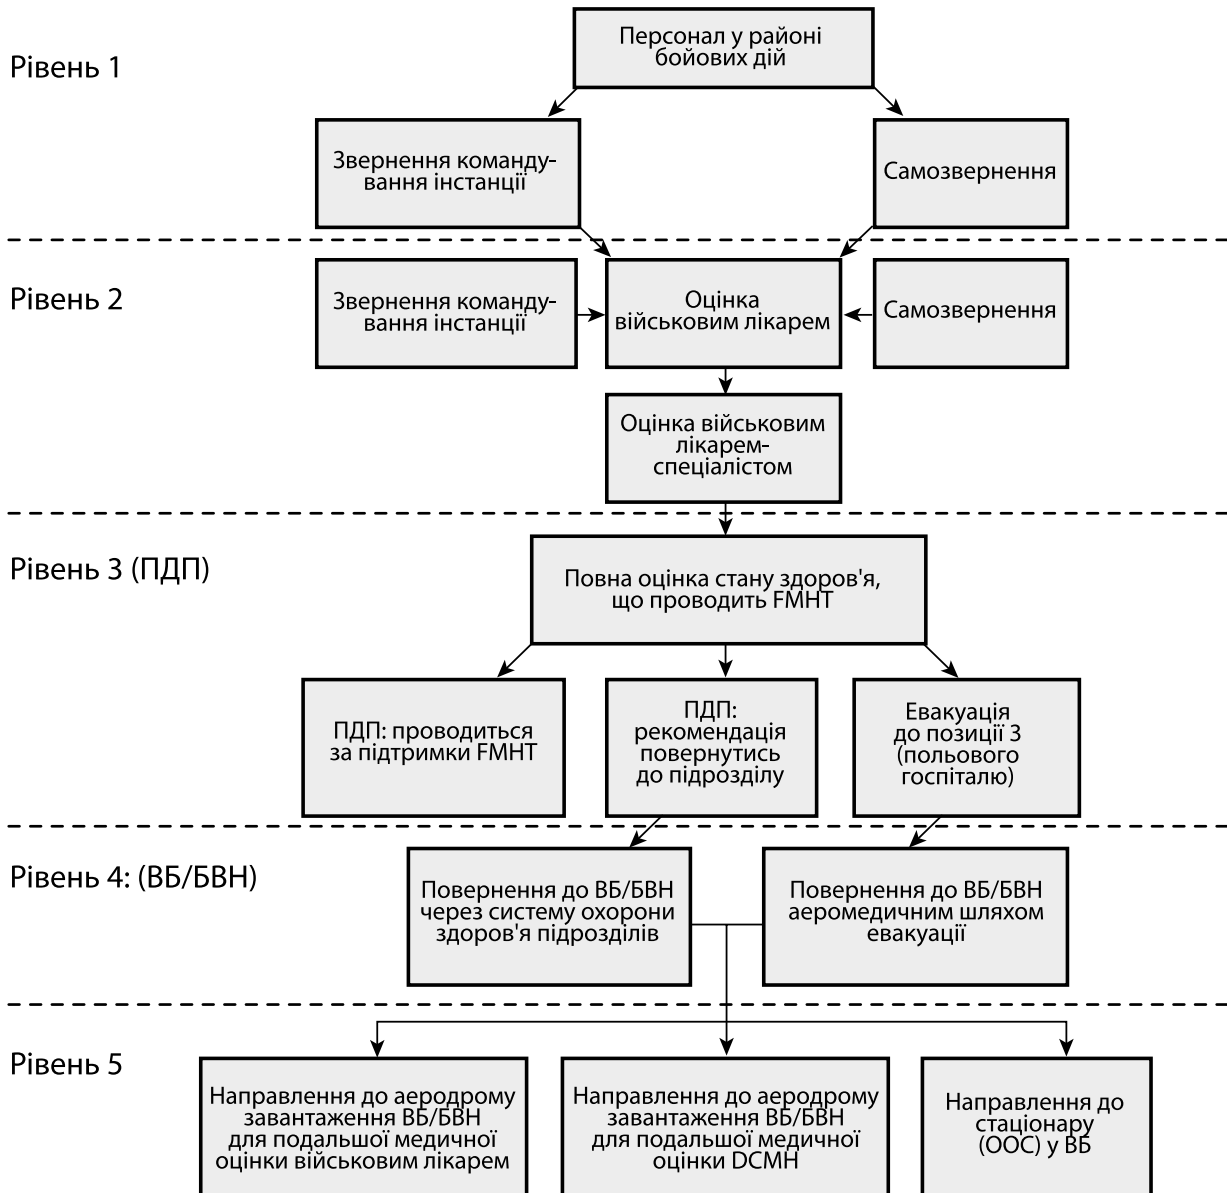 Рівень 1
Персонал у районі
бойових дій
Звернення команду-
вання інстанції
Самозвернення
Рівень 2
Звернення команду-
вання інстанції
Оцінка
військовим лікарем
Самозвернення
Оцінка військовим
лікарем-
спеціалістом
Рівень 3 (ПДП)
Повна оцінка стану здоров'я,
що проводить FMHT
ПДП: проводиться
за підтримки FMHT
ПДП:
рекомендація
повернутись
до підрозділу
Евакуація
до позиції 3
(польового
госпіталю)
Рівень 4: (ВБ/БВН)
Повернення до ВБ/БВН
через систему охорони
здоров'я підрозділів
Повернення до ВБ/БВН
аеромедичним шляхом
евакуації
Рівень 5
Направлення до аеродрому
завантаження ВБ/БВН
для подальшої медичної
оцінки військовим лікарем
Направлення до аеродрому
завантаження ВБ/БВН
для подальшої медичної
оцінки DCMH
Направлення до
стаціонару
(ООС) у ВБ